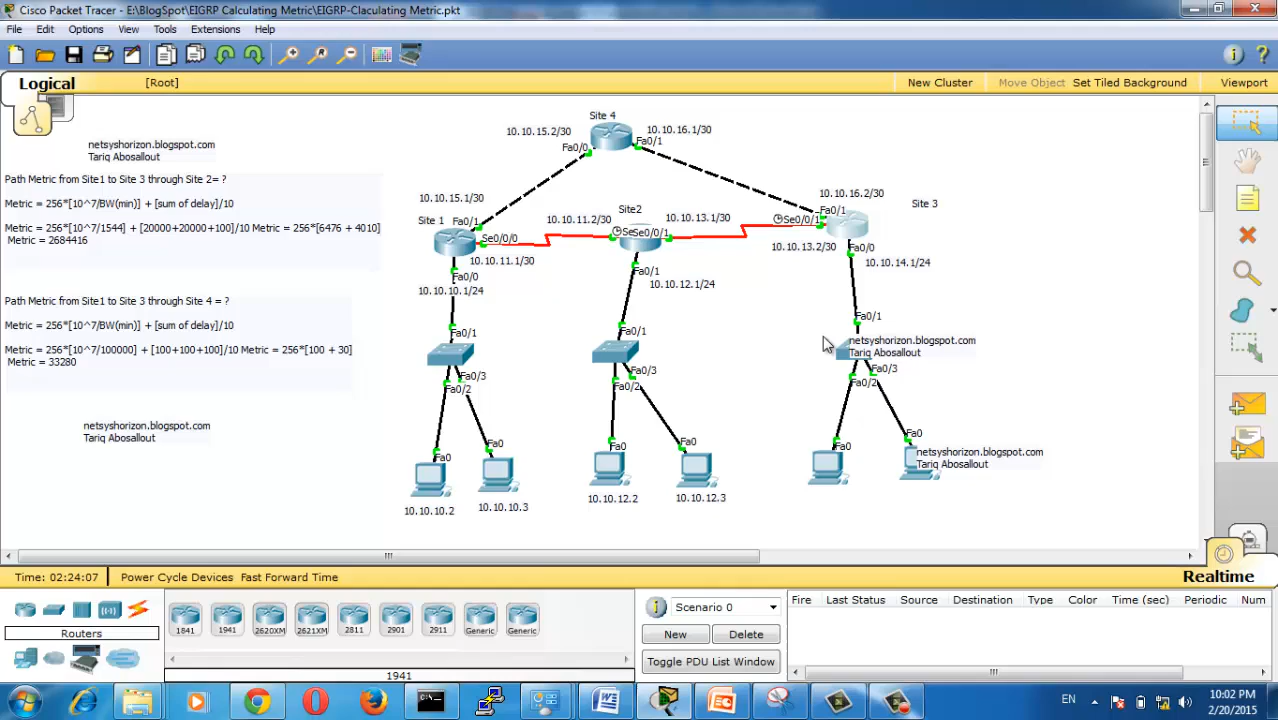 Cisco Packet Tracer - E:\BlogSpot\EIGRP Calculating Metric\EIGRP-Claculating Metric.pkt
File Edit Options View Tools Extensions Help
Logical [Root] New Cluster Move Object Set Tiled Background Viewport
netsyshorizon.blogspot.com
Tariq Abosallout
Path Metric from Site1 to Site 3 through Site 2= ?
Metric = 256*[10^7/BW(min)] + [sum of delay]/10
Metric = 256*[10^7/1544] + [20000+20000+100]/10 Metric = 256*[6476 + 4010]
Metric = 2684416
Path Metric from Site1 to Site 3 through Site 4 = ?
Metric = 256*[10^7/BW(min)] + [sum of delay]/10
Metric = 256*[10^7/100000] + [100+100+100]/10 Metric = 256*[100 + 30]
Metric = 33280
netsyshorizon.blogspot.com
Tariq Abosallout
Site 4
10.10.15.2/30
10.10.16.1/30
Fa0/0
Fa0/1
10.10.15.1/30
Site 1
Fa0/1
Se0/0/0
10.10.11.1/30
Fa0/0
10.10.10.1/24
Site2
10.10.11.2/30
10.10.13.1/30
Se0/0/1
Fa0/1
10.10.12.1/24
10.10.16.2/30
Site 3
Fa0/1
Se0/0/1
10.10.13.2/30
Fa0/0
10.10.14.1/24
Fa0/1
Fa0/3
Fa0/2
Fa0
Fa0
10.10.10.2
10.10.10.3
Fa0/1
Fa0/3
Fa0/2
Fa0
Fa0
10.10.12.2
10.10.12.3
Fa0/1
netsyshorizon.blogspot.com
Tariq Abosallout
Fa0/3
Fa0/2
Fa0
Fa0
netsyshorizon.blogspot.com
Tariq Abosallout
Time: 02:24:07 Power Cycle Devices Fast Forward Time
Realtime
Routers
1841 1941 2620XM 2621XM 2811 2901 2911 Generic Generic
1941
Scenario 0
New Delete
Toggle PDU List Window
Fire Last Status Source Destination Type Color Time (sec) Periodic Num
EN
10:02 PM
2/20/2015